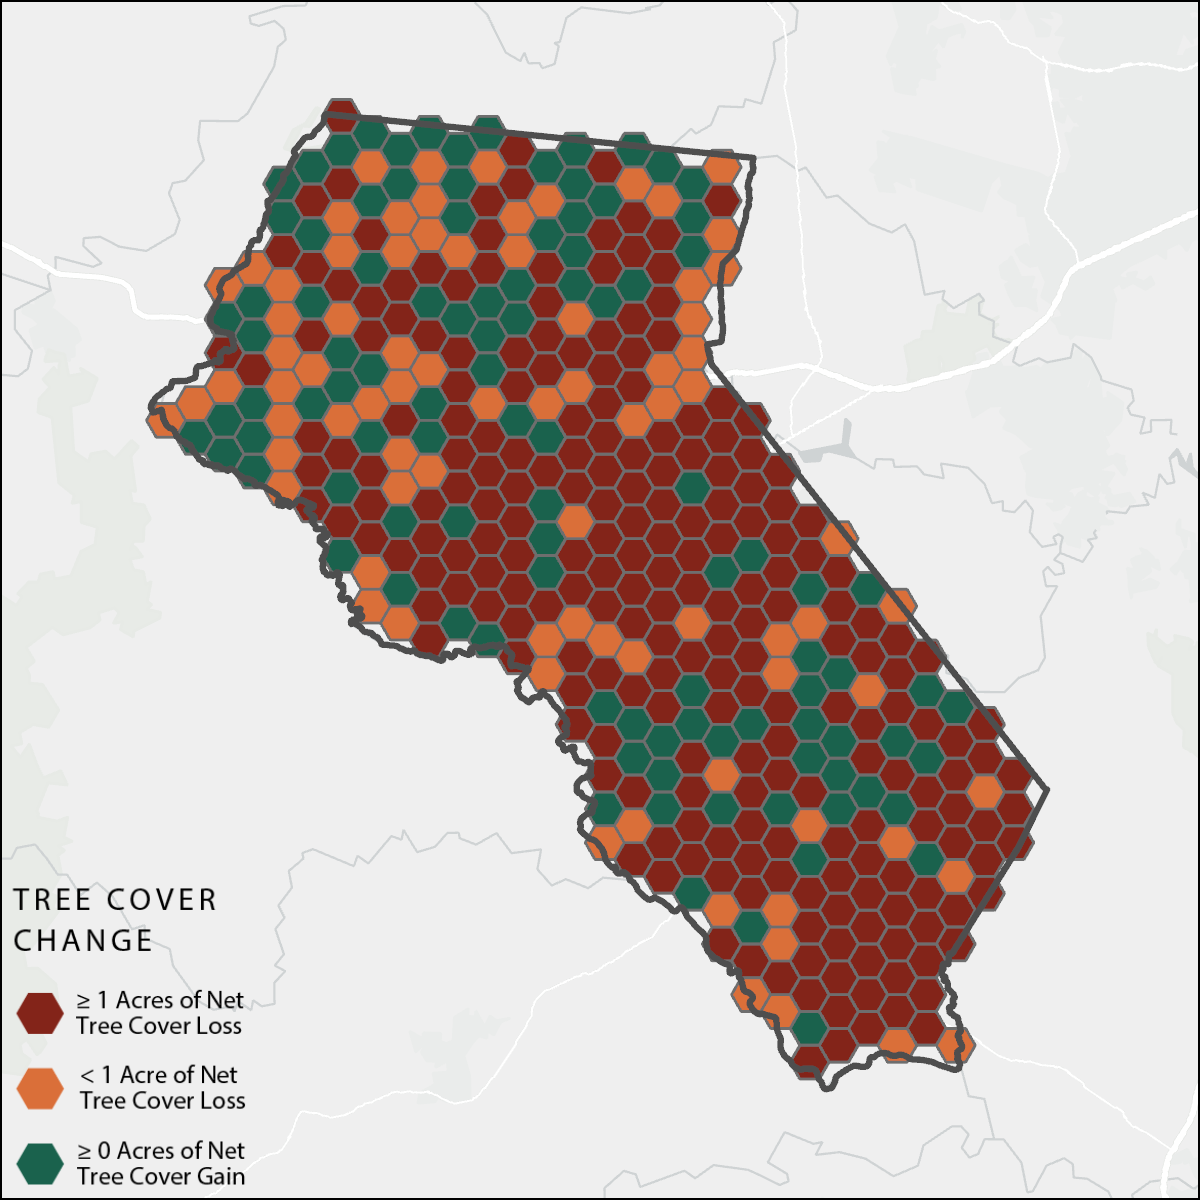 TREE COVER
CHANGE
≥ 1 Acres of Net
Tree Cover Loss
< 1 Acre of Net
Tree Cover Loss
≥ 0 Acres of Net
Tree Cover Gain